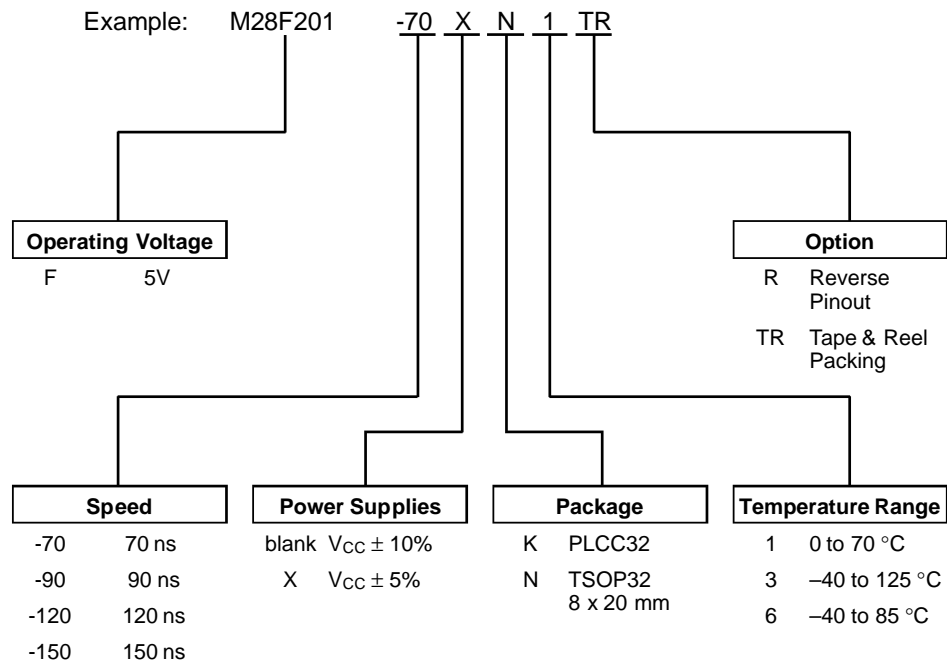 Example: M28F201 -70 X N 1 TR
Operating Voltage
F 5V
Option
R Reverse
Pinout
TR Tape & Reel
Packing
Speed
-70 70 ns
-90 90 ns
-120 120 ns
-150 150 ns
Power Supplies
blank VCC ± 10%
X VCC ± 5%
Package
K PLCC32
N TSOP32
8 x 20 mm
Temperature Range
1 0 to 70 °C
3 –40 to 125 °C
6 –40 to 85 °C